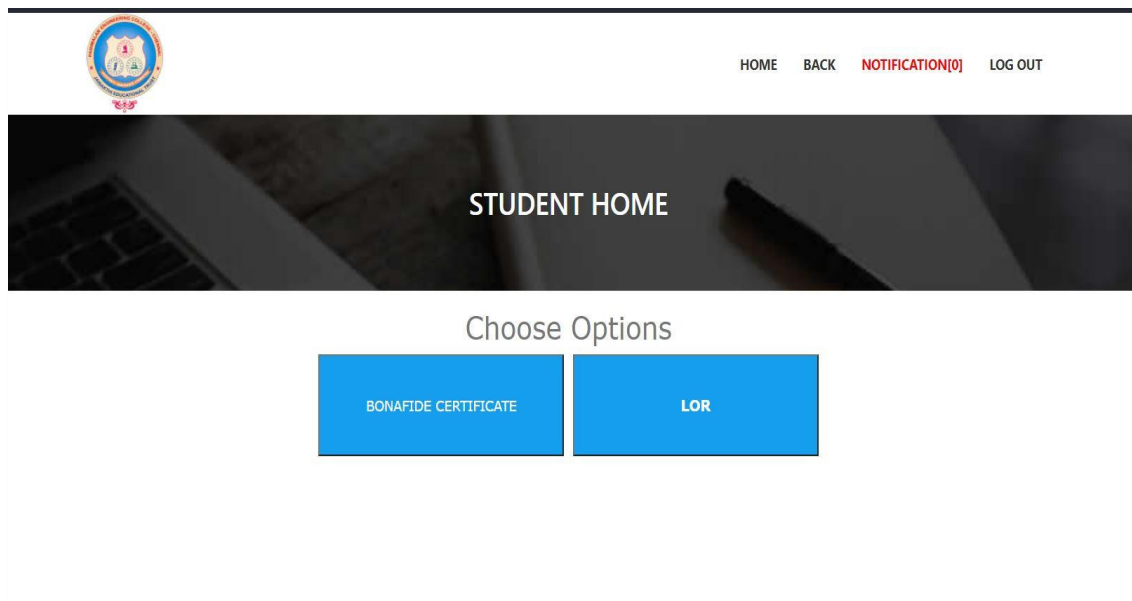 HOME BACK NOTIFICATION[0] LOG OUT
STUDENT HOME
Choose Options
BONAFIDE CERTIFICATE LOR